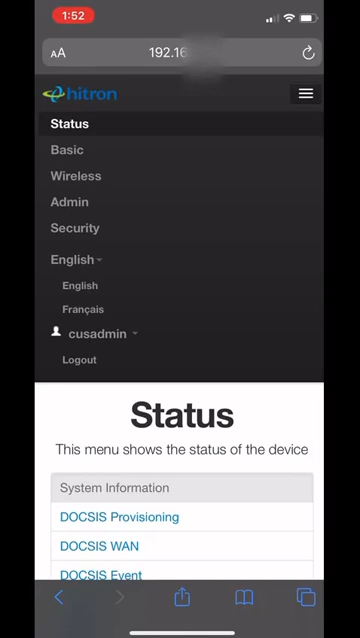 1:52
AA
192.16
hitron
Status
Basic
Wireless
Admin
Security
English
English
Français
cusadmin
Logout
Status
This menu shows the status of the device
System Information
DOCSIS Provisioning
DOCSIS WAN
DOCSIS Event